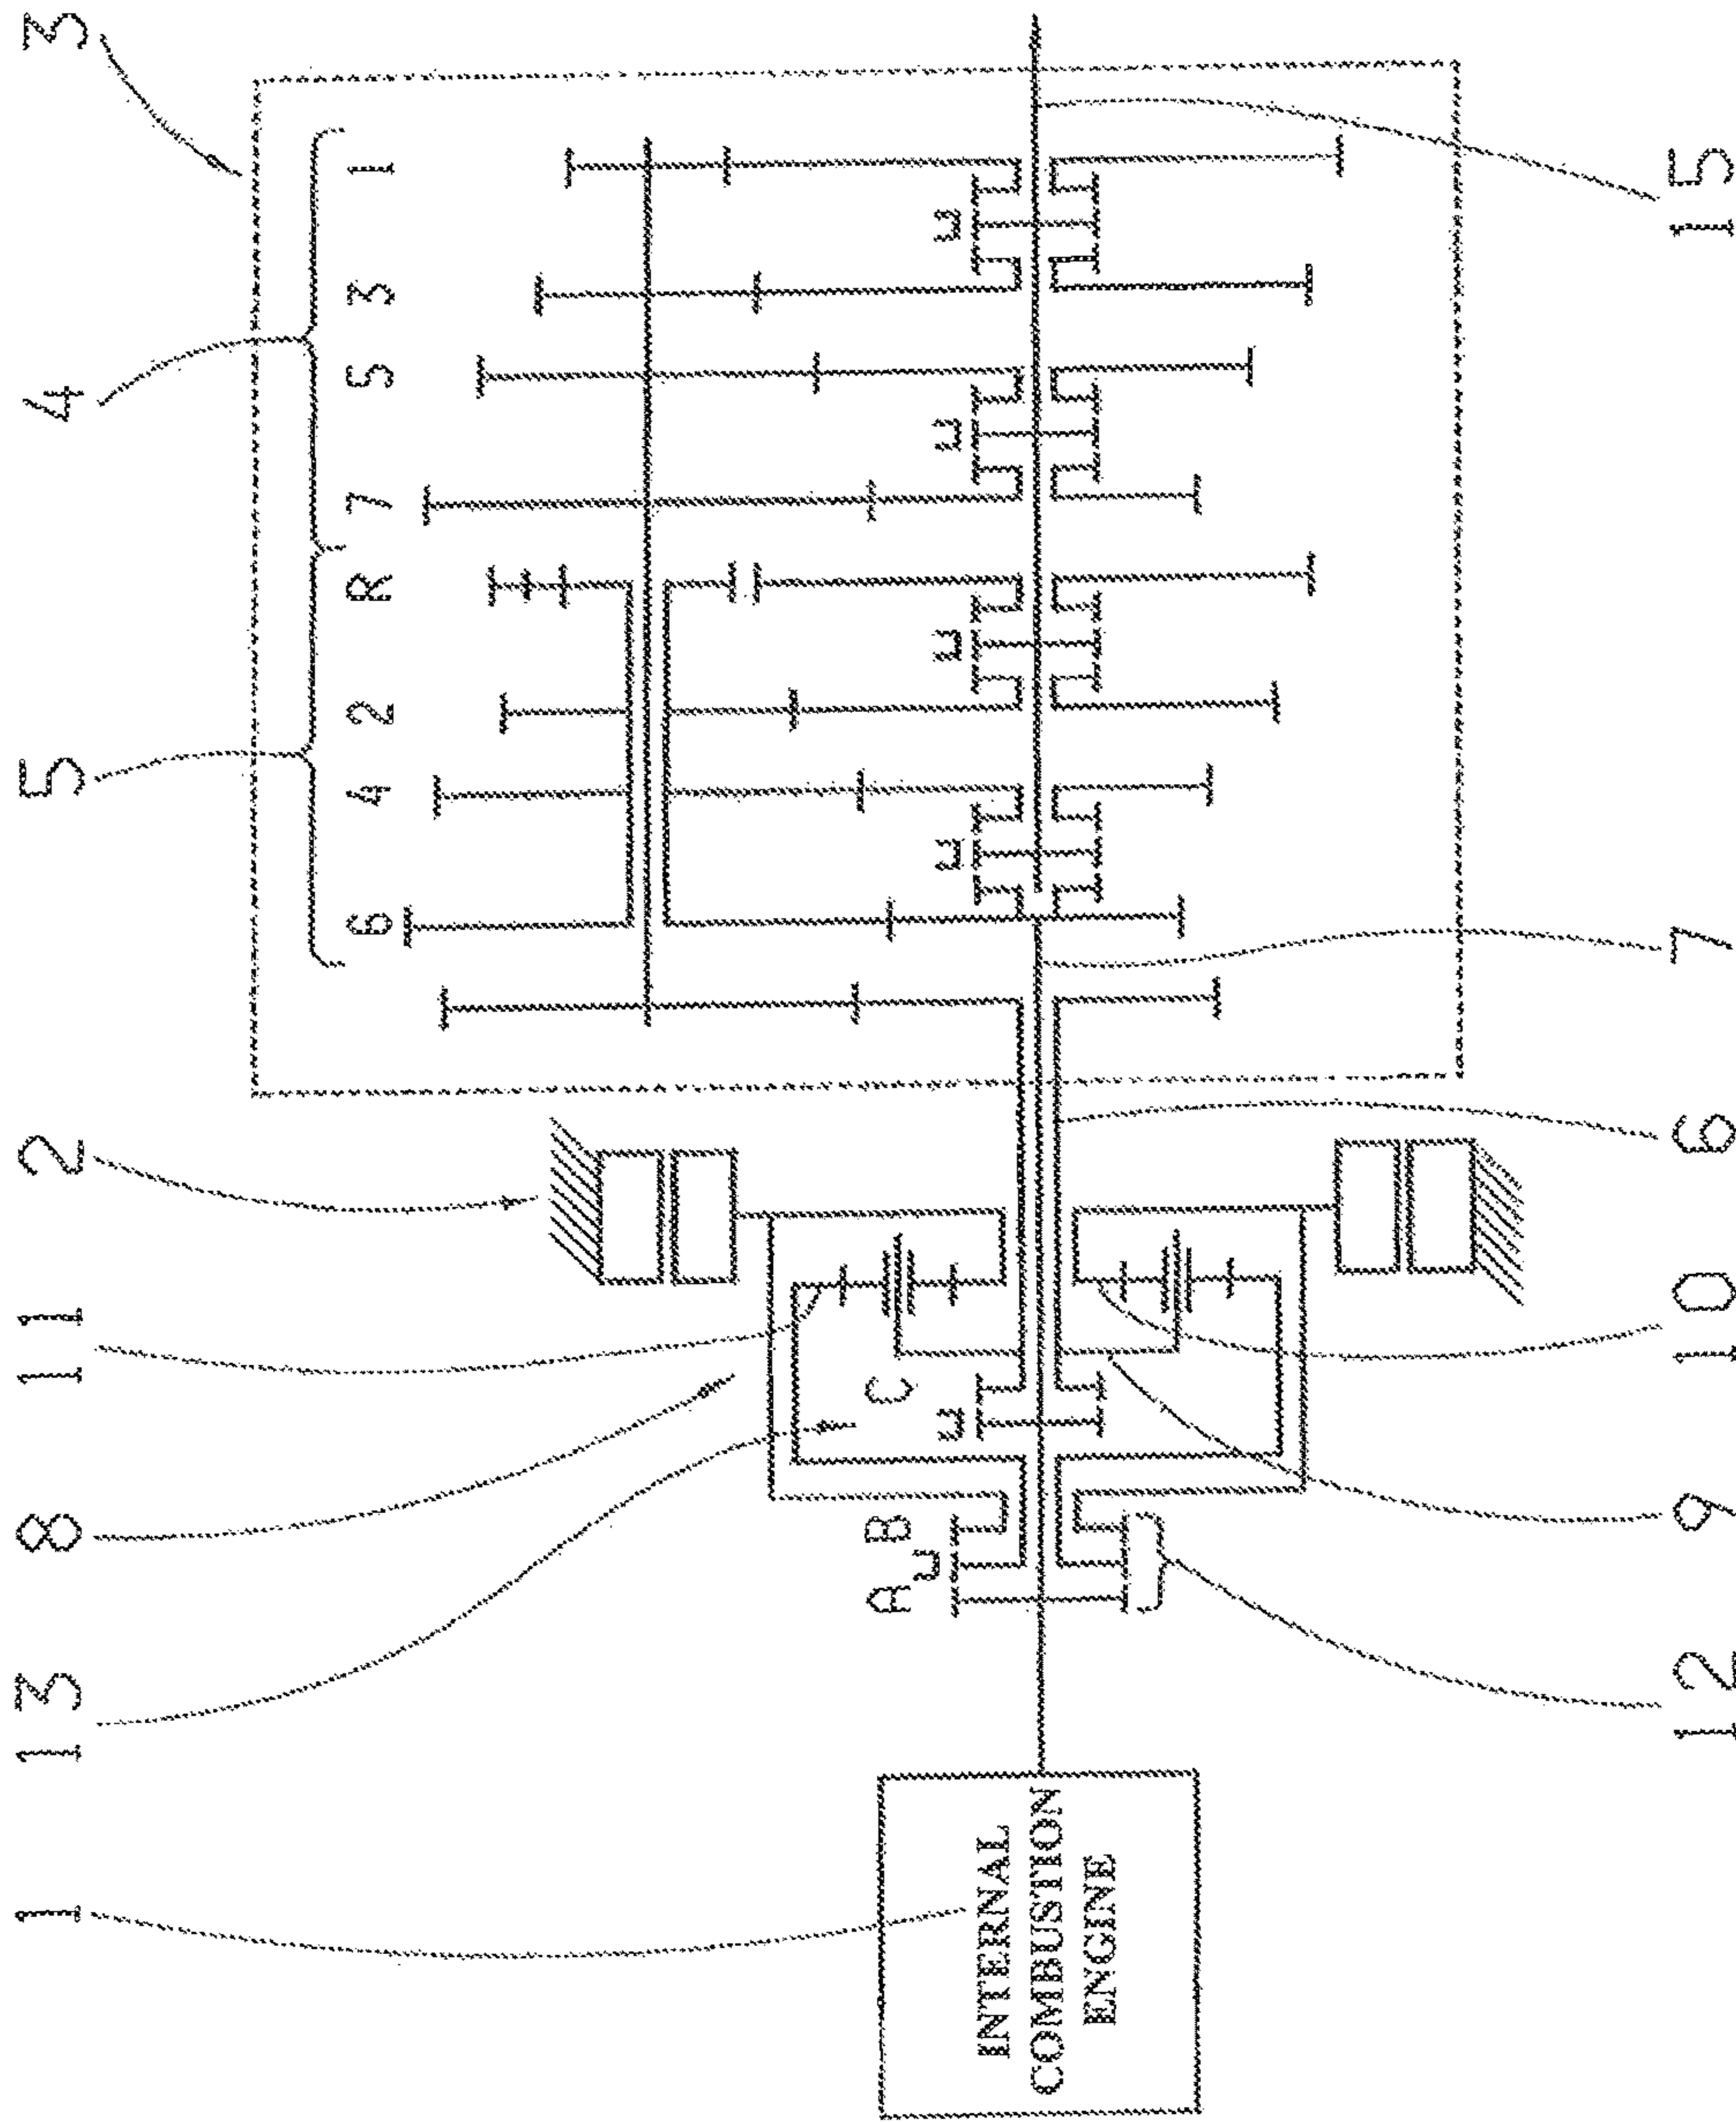 1 13 8 11 2 5 4 3
6 4 2 R 7 5 3 1
A B C
INTERNAL
COMBUSTION
ENGINE
12 9 10 6 7 15